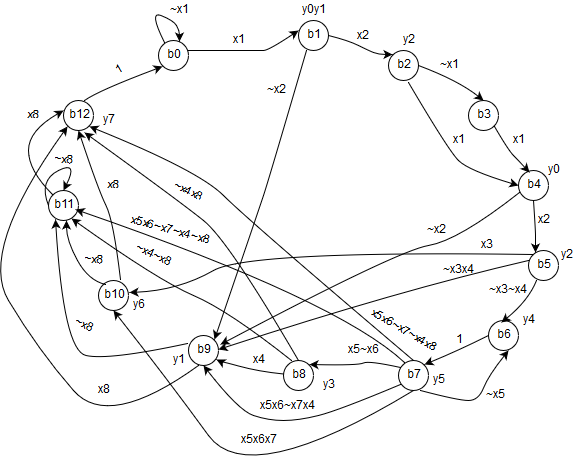 ~x1
y0y1
b0
x1
b1
x2
y2
b2
~x1
1
~x2
b3
x8
b12
y7
x1
x1
~x8
x8
~x4x8
b4
y0
b11
x5x6~x7~x4~x8
~x2
x2
~x4~x8
x3
b5
y2
~x8
~x3x4
b10
y6
~x3~x4
y4
~x8
x5x6~x7~x4x8
1
b6
b9
y1
x4
x5~x6
b8
y3
b7
y5
x8
x5x6~x7x4
~x5
x5x6x7